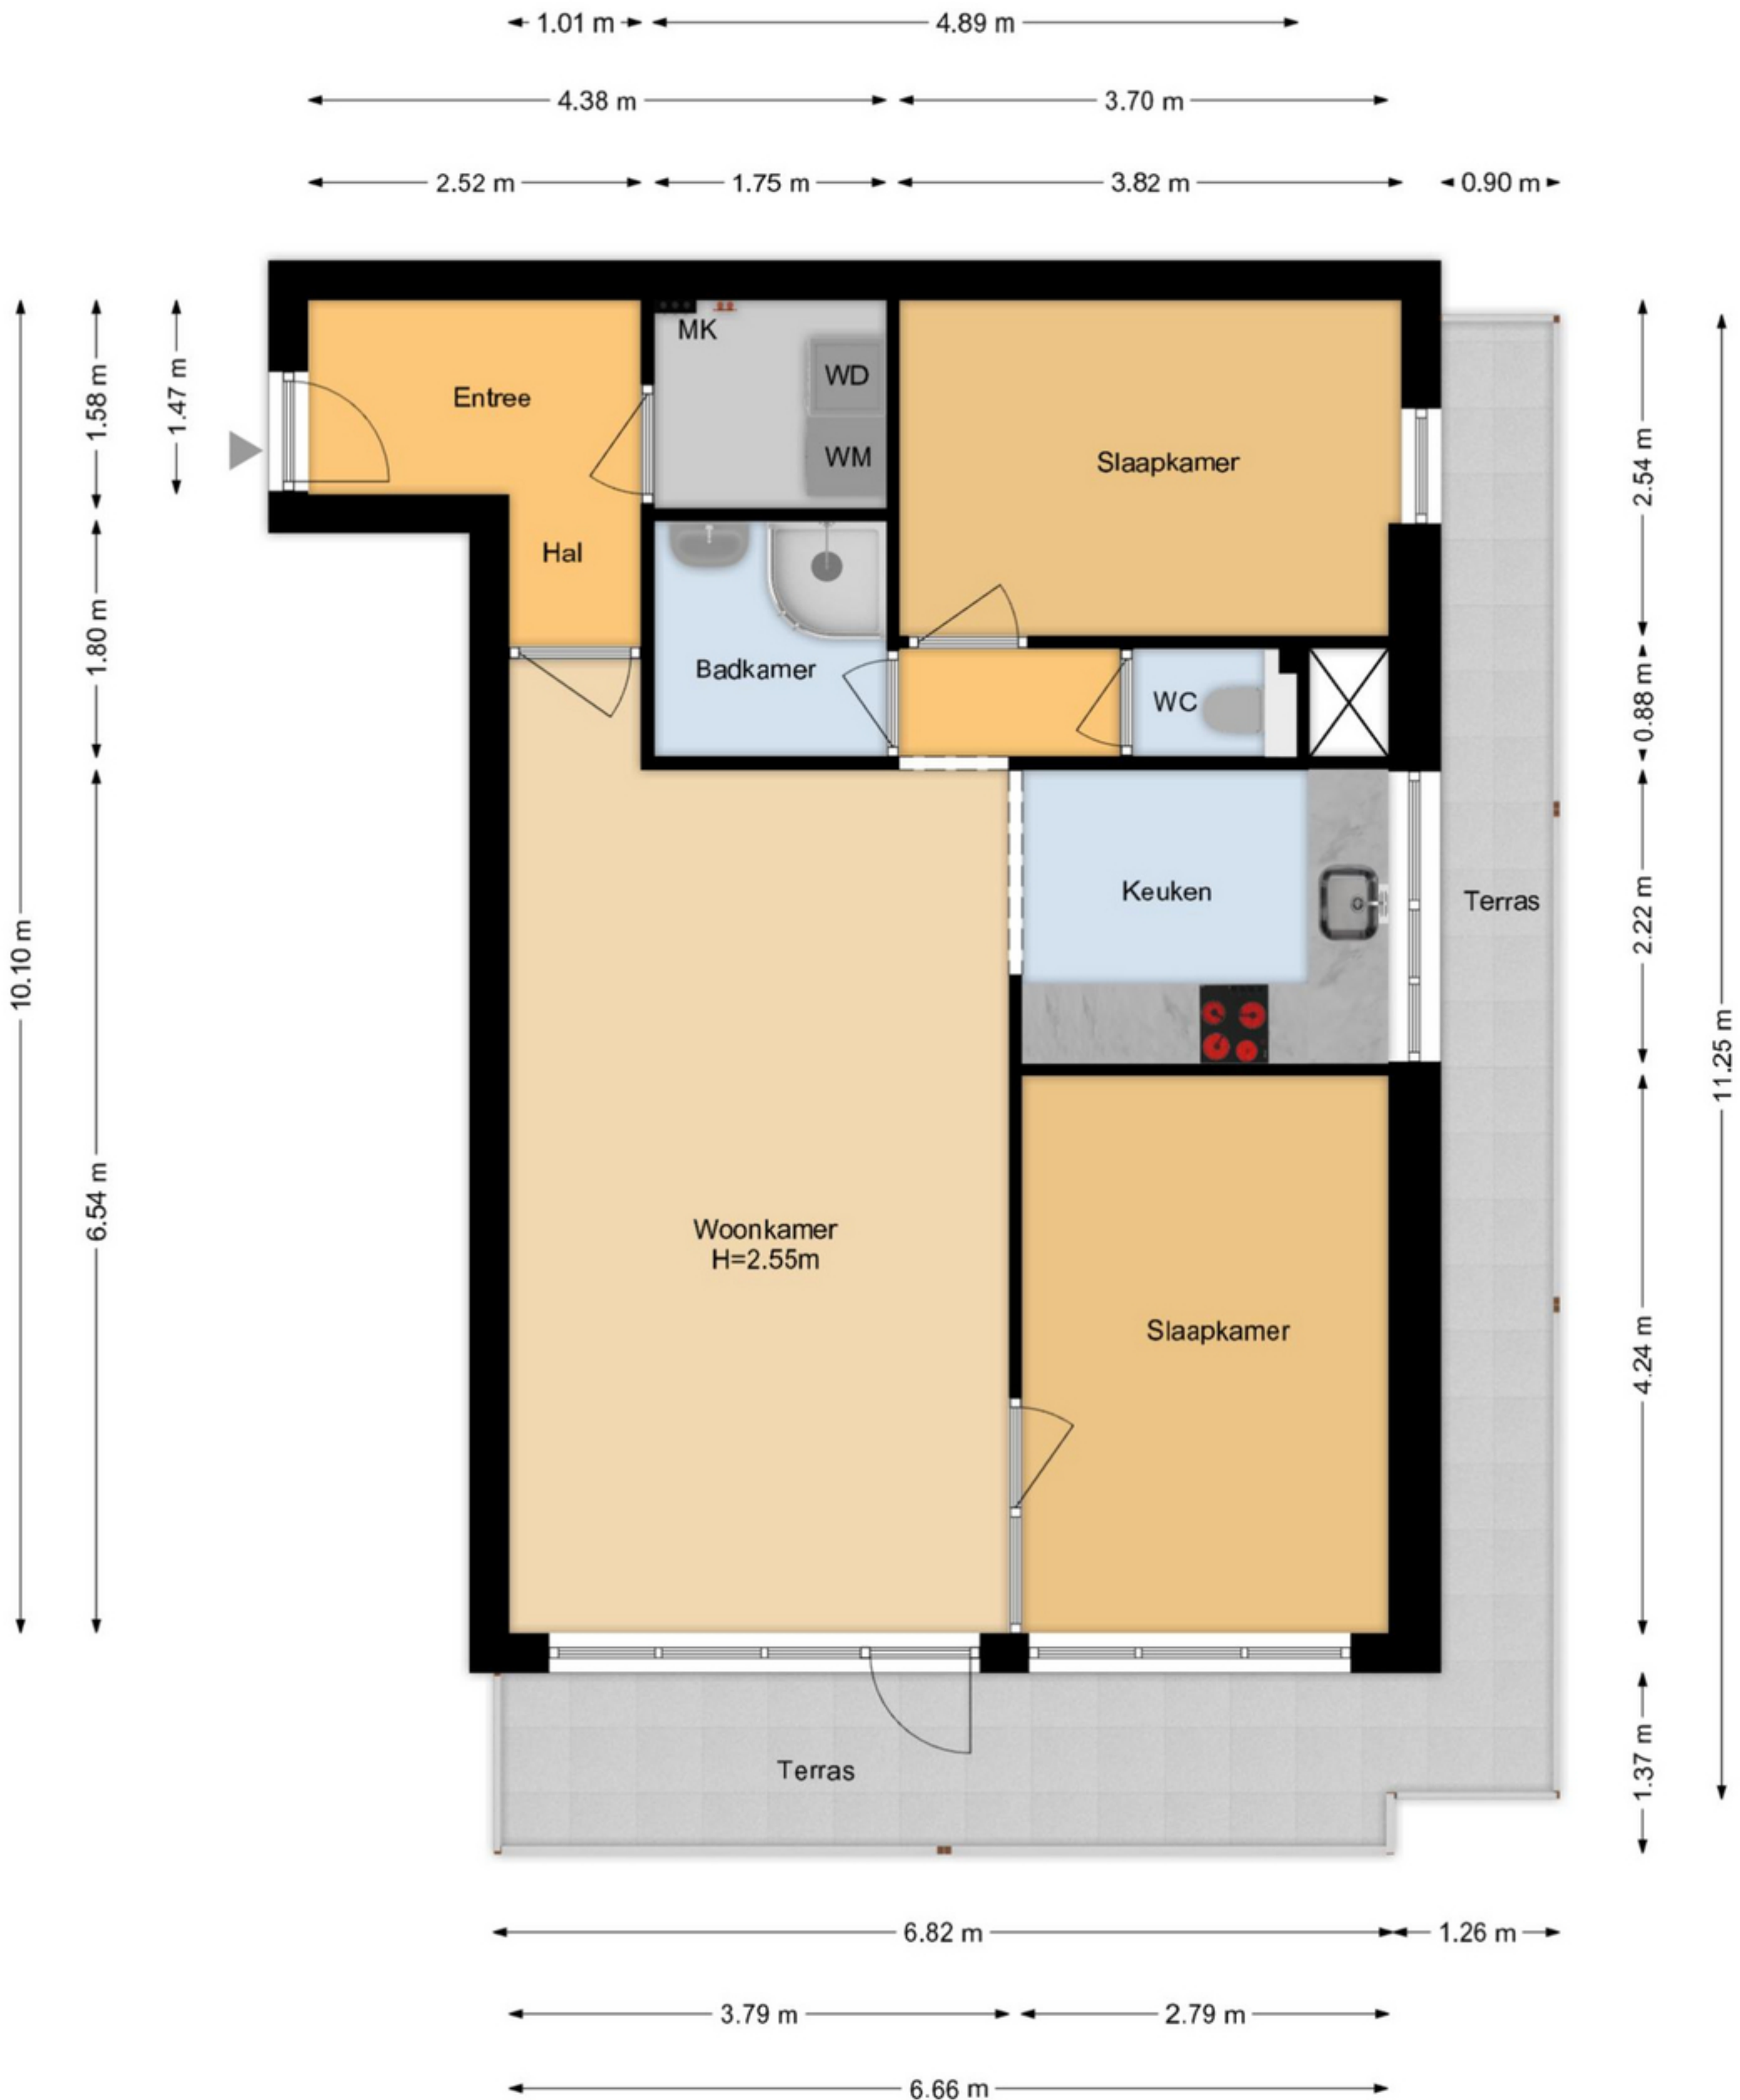 1.01 m
4.89 m
4.38 m
3.70 m
2.52 m
1.75 m
3.82 m
0.90 m
10.10 m
1.58 m
1.80 m
6.54 m
1.47 m
Entree
MK
WD
WM
Slaapkamer
Hal
Badkamer
WC
Keuken
Terras
Woonkamer
H=2.55m
Slaapkamer
Terras
2.54 m
0.88 m
2.22 m
4.24 m
1.37 m
11.25 m
6.82 m
1.26 m
3.79 m
2.79 m
6.66 m